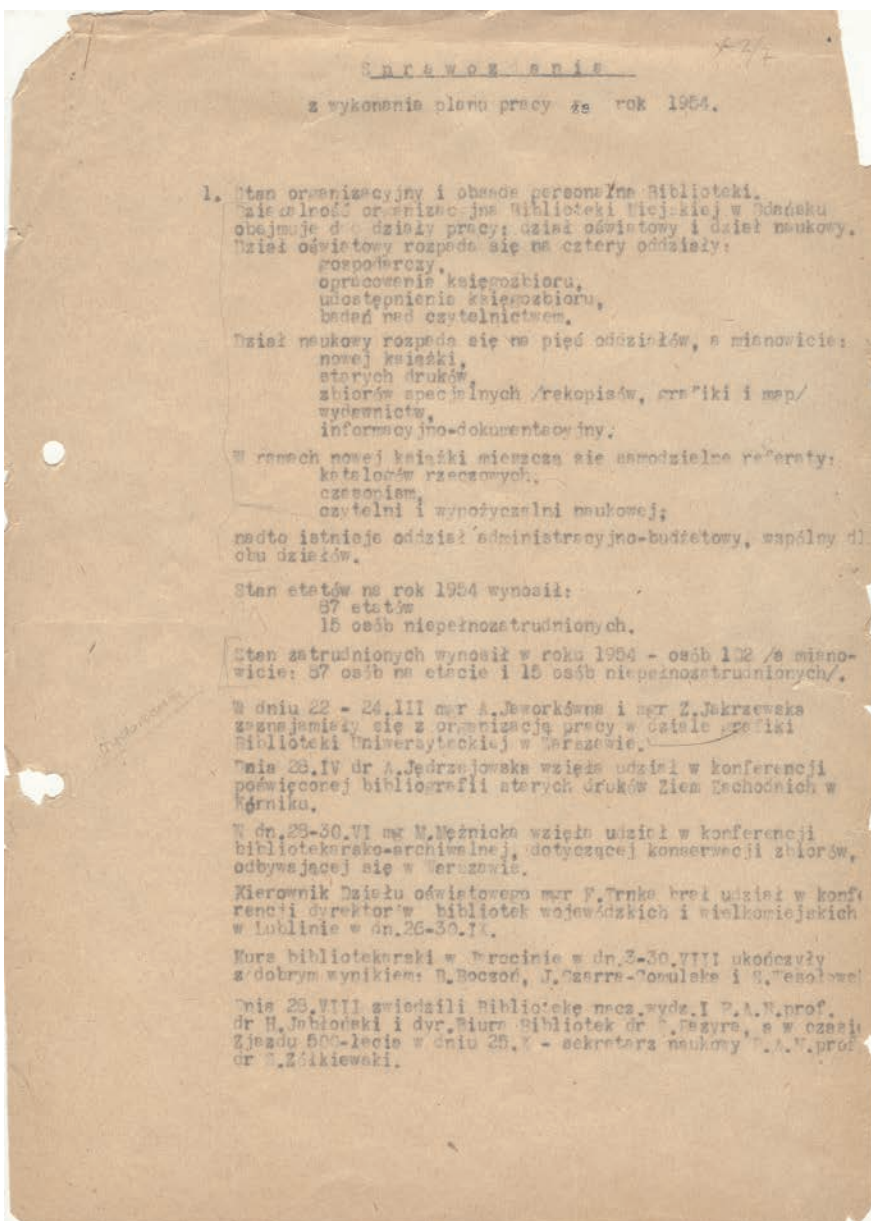 Sprawozdanie
z wykonania planu pracy za rok 1954.
1. Stan organizacyjny i obsada personalna Biblioteki.
Działalność organizacyjna Biblioteki Miejskiej w Gdańsku
obejmuje dwa działy pracy: dział oświatowy i dział naukowy.
Dział oświatowy rozpada się na cztery oddziały:
gospodarczy,
opracowania księgozbioru,
udostępnienia księgozbioru,
badań nad czytelnictwem.
Dział naukowy rozpada się na pięć oddziałów, a mianowicie:
nowej książki,
starych druków,
zbiorów specjalnych /rękopisów, grafiki i map/
wydawnictw,
informacyjno-dokumentacyjny.
W ramach nowej książki mieszczą się samodzielne referaty:
katalogów rzeczowych,
czasopism,
czytelni i wypożyczalni naukowej;
nadto istnieje oddział administracyjno-budżetowy, wspólny dl
obu działów.
Stan etatów na rok 1954 wynosił:
87 etatów
15 osób niepełnozatrudnionych.
Stan zatrudnionych wynosił w roku 1954 - osób 102 /a miano-
wicie: 87 osób na etacie i 15 osób niepełnozatrudnionych/.
W dniu 22 - 24.III mgr A.Jaworkówna i mgr Z.Jakrzewska
zaznajamiały się z organizacją pracy w dziale grafiki
Biblioteki Uniwersyteckiej w Warszawie.
Dnia 28.IV dr A.Jędrzejowska wzięła udział w konferencji
poświęconej bibliografii starych druków Ziem Zachodnich w
Kórniku.
W dn.28-30.VI mgr M.Mężnicka wzięła udział w konferencji
bibliotekarsko-archiwalnej, dotyczącej konserwacji zbiorów,
odbywającej się w Warszawie.
Kierownik Działu oświatowego mgr F.Trnka brał udział w konfe
rencji dyrektorów bibliotek wojewódzkich i wielkomiejskich
w Lublinie w dn.26-30.IX.
Kurs bibliotekarski w Jarocinie w dn.3-30.VIII ukończyły
z dobrym wynikiem: B.Boczoń, J.Czarra-Gomulska i
Dnia 28.VIII zwiedzili Bibliotekę nacz.wydz.I P.A.N.prof.
dr H.Jabłoński i dyr.Biura Bibliotek dr a w czasie
Zjazdu 500-lecia w dniu 25.X - sekretarz naukowy P.A.N.prof
dr S.Żółkiewski.